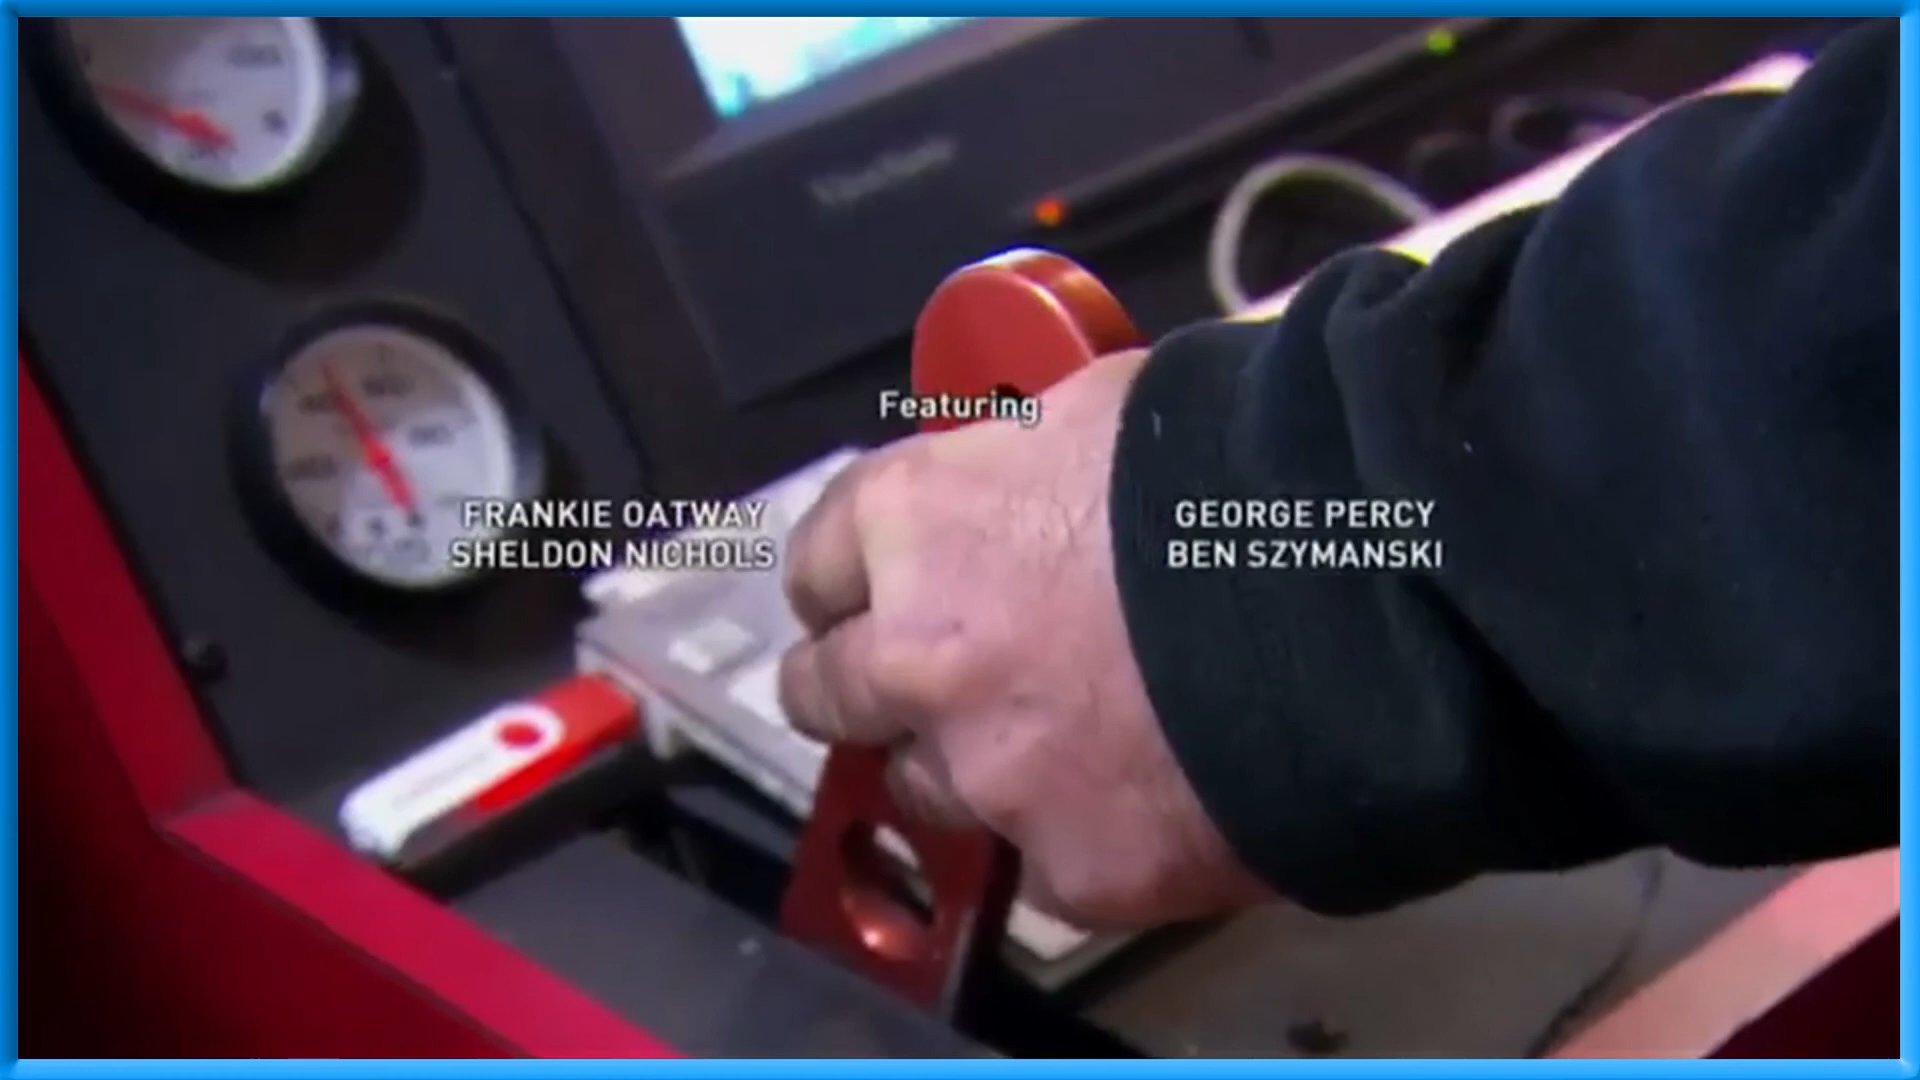 Featuring
FRANKIE OATWAY
SHELDON NICHOLS
GEORGE PERCY
BEN SZYMANSKI